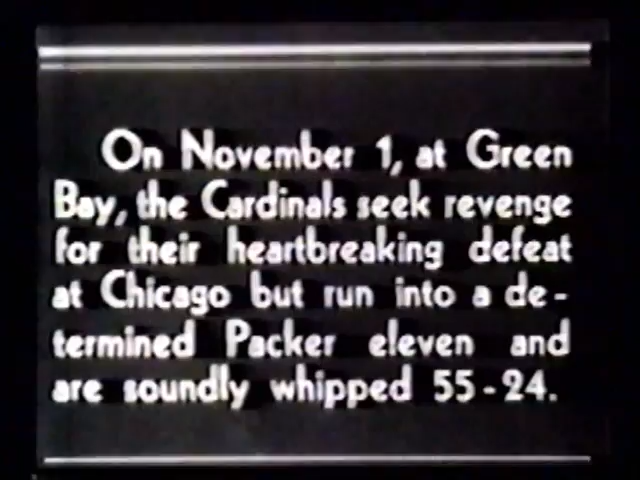 On November 1, at Green
Bay, the Cardinals seek revenge
for their heartbreaking defeat
at Chicago but run into a de-
termined Packer eleven and
are soundly whipped 55-24.